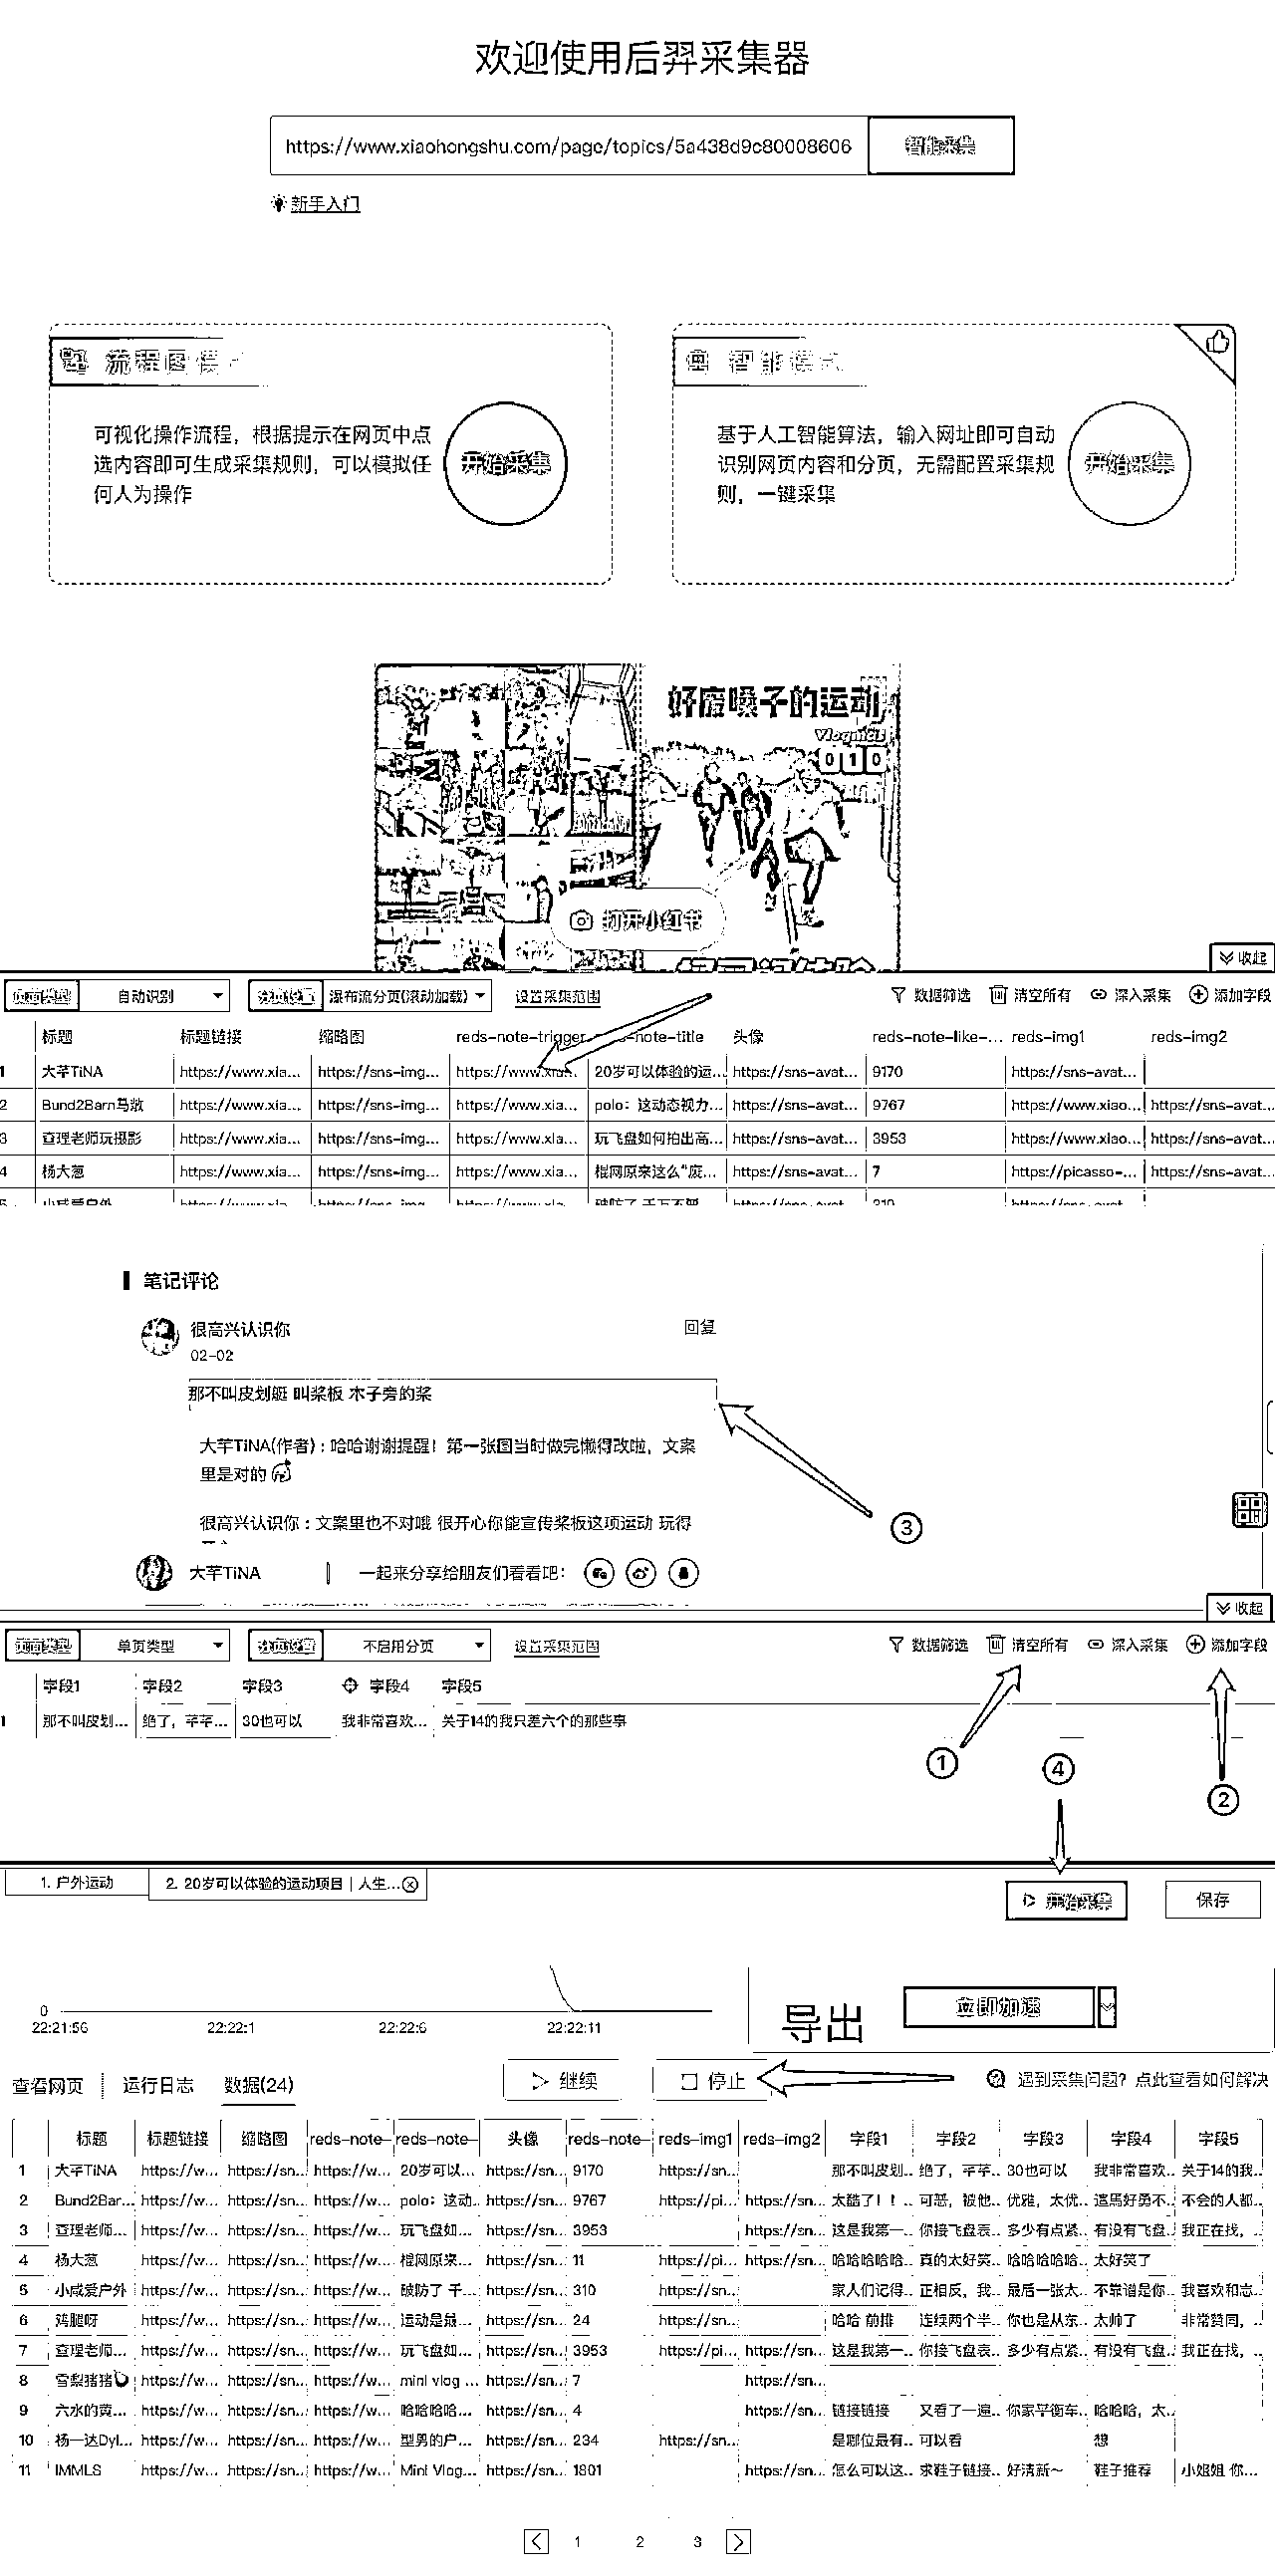 欢迎使用后羿采集器
https://www.xiaohongshu.com/page/topics/5a438d9c80008606 智能采集
新手入门
流程图模式
可视化操作流程，根据提示在网页中点
选内容即可生成采集规则，可以模拟任
何人为操作
开始采集
智能模式
基于人工智能算法，输入网址即可自动
识别网页内容和分页，无需配置采集规
则，一键采集
开始采集
好废嗓子的运动
Vlogm63
010
打开小红书
收起
页面类型 自动识别 分页设置 瀑布流分页(滚动加载) 设置采集范围 数据筛选 清空所有 深入采集 添加字段
标题 标题链接 缩略图 reds-note-trigger -note-title 头像 reds-note-like-... reds-img1 reds-img2
1 大芊TiNA https://www.xia... https://sns-img... https://www.xia... 20岁可以体验的运... https://sns-avat... 9170 https://sns-avat...
2 Bund2Barn马敖 https://www.xia... https://sns-img... https://www.xia... polo：这动态视力... https://sns-avat... 9767 https://www.xiao... https://sns-avat...
3 查理老师玩摄影 https://www.xia... https://sns-img... https://www.xia... 玩飞盘如何拍出高... https://sns-avat... 3953 https://www.xiao... https://sns-avat...
4 杨大葱 https://www.xia... https://sns-img... https://www.xia... 棍网原来这么“废... https://sns-avat... 7 https://picasso-... https://sns-avat...
笔记评论
很高兴认识你 回复
02-02
那不叫皮划艇 叫桨板 木子旁的桨
大芊TiNA(作者)：哈哈谢谢提醒！第一张图当时做完懒得改啦，文案
里是对的
很高兴认识你：文案里也不对哦 很开心你能宣传桨板这项运动 玩得
③
大芊TiNA 一起来分享给朋友们看看吧：
收起
页面类型 单页类型 分页设置 不启用分页 设置采集范围 数据筛选 清空所有 深入采集 添加字段
字段1 字段2 字段3 字段4 字段5
1 那不叫皮划... 绝了，芊芊... 30也可以 我非常喜欢... 关于14的我只差六个的那些事
① ④ ②
1. 户外运动 2. 20岁可以体验的运动项目 | 人生... 开始采集 保存
0
22:21:56 22:22:1 22:22:6 22:22:11
导出 立即加速
查看网页 运行日志 数据(24) 继续 停止 遇到采集问题？点此查看如何解决
标题 标题链接 缩略图 reds-note- reds-note- 头像 reds-note- reds-img1 reds-img2 字段1 字段2 字段3 字段4 字段5
1 大芊TiNA https://w... https://sn... https://w... 20岁可以... https://sn... 9170 https://sn... 那不叫皮划.. 绝了，芊芊.. 30也可以 我非常喜欢.. 关于14的我..
2 Bund2Bar... https://w... https://sn... https://w... polo：这动... https://sn... 9767 https://pi... https://sn... 太酷了！！.. 可恶，被他.. 优雅，太优.. 這馬好勇不.. 不会的人都..
3 查理老师... https://w... https://sn... https://w... 玩飞盘如... https://sn... 3953 https://sn... 这是我第一.. 你接飞盘表.. 多少有点紧.. 有没有飞盘.. 我正在找，..
4 杨大葱 https://w... https://sn... https://w... 棍网原来... https://sn... 11 https://pi... https://sn... 哈哈哈哈哈.. 真的太好笑.. 哈哈哈哈哈.. 太好笑了
5 小咸爱户外 https://w... https://sn... https://w... 破防了 千... https://sn... 310 https://sn... 家人们记得.. 正相反，我.. 最后一张太.. 不靠谱是你.. 我喜欢和志..
6 鸡腿呀 https://w... https://sn... https://w... 运动是最... https://sn... 24 https://sn... 哈哈 前排 连续两个半.. 你也是从东.. 太帅了 非常赞同，..
7 查理老师... https://w... https://sn... https://w... 玩飞盘如... https://sn... 3953 https://pi... https://sn... 这是我第一.. 你接飞盘表.. 多少有点紧.. 有没有飞盘.. 我正在找，..
8 雪梨猪猪 https://w... https://sn... https://w... mini vlog ... https://sn... 7 https://sn...
9 六水的黄... https://w... https://sn... https://w... 哈哈哈哈... https://sn... 4 https://sn... 链接链接 又看了一遍.. 你家平衡车.. 哈哈哈，太..
10 杨一达Dyl... https://w... https://sn... https://w... 型男的户... https://sn... 234 https://sn... 是哪位最有.. 可以看 想
11 IMMLS https://w... https://sn... https://w... Mini Vlog... https://sn... 1801 https://sn... 怎么可以这.. 求鞋子链接.. 好清新～ 鞋子推荐 小姐姐 你...
1 2 3